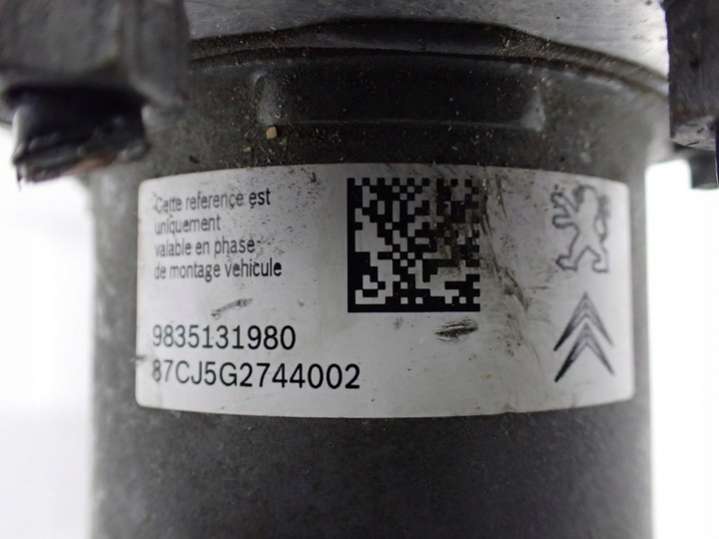 Cette reference est
uniquement
valable en phase
de montage vehicule
9835131980
87CJ5G2744002